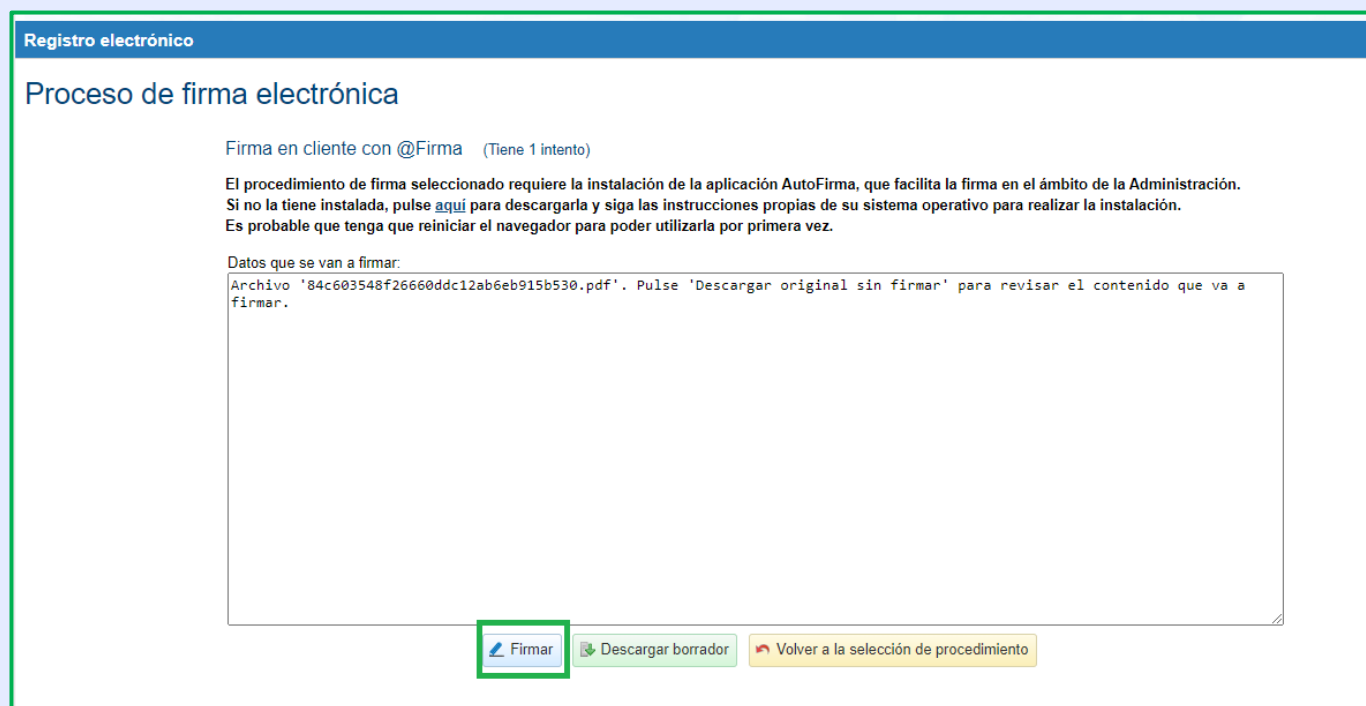 Registro electrónico
Proceso de firma electrónica
Firma en cliente con @Firma (Tiene 1 intento)
El procedimiento de firma seleccionado requiere la instalación de la aplicación AutoFirma, que facilita la firma en el ámbito de la Administración.
Si no la tiene instalada, pulse aquí para descargarla y siga las instrucciones propias de su sistema operativo para realizar la instalación.
Es probable que tenga que reiniciar el navegador para poder utilizarla por primera vez.
Datos que se van a firmar:
Archivo '84c603548f26660ddc12ab6eb915b530.pdf'. Pulse 'Descargar original sin firmar' para revisar el contenido que va a
firmar.
Firmar Descargar borrador Volver a la selección de procedimiento